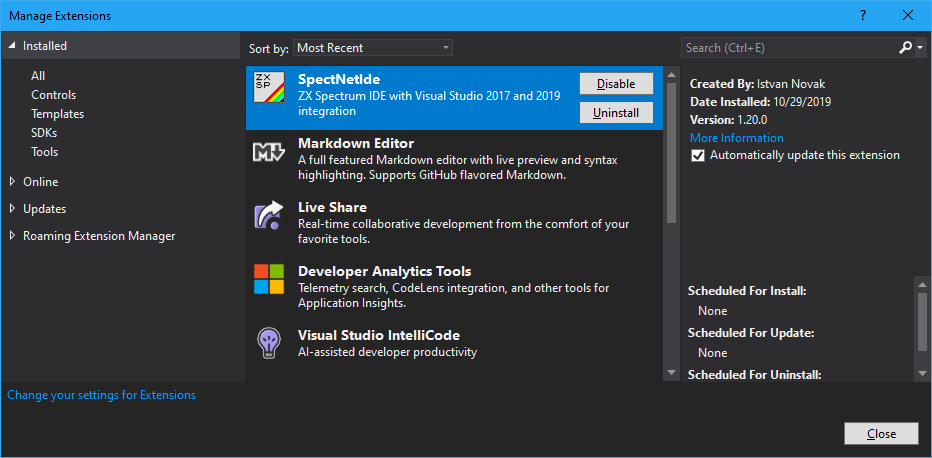 Manage Extensions
?
Installed
All
Controls
Templates
SDKs
Tools
Online
Updates
Roaming Extension Manager
Sort by: Most Recent
ZX
SP
SpectNetIde
ZX Spectrum IDE with Visual Studio 2017 and 2019
integration
Disable
Uninstall
Markdown Editor
A full featured Markdown editor with live preview and syntax
highlighting. Supports GitHub flavored Markdown.
Live Share
Real-time collaborative development from the comfort of your
favorite tools.
Developer Analytics Tools
Telemetry search, CodeLens integration, and other tools for
Application Insights.
Visual Studio IntelliCode
AI-assisted developer productivity
Search (Ctrl+E)
Created By: Istvan Novak
Date Installed: 10/29/2019
Version: 1.20.0
More Information
Automatically update this extension
Scheduled For Install:
None
Scheduled For Update:
None
Scheduled For Uninstall:
Change your settings for Extensions
Close